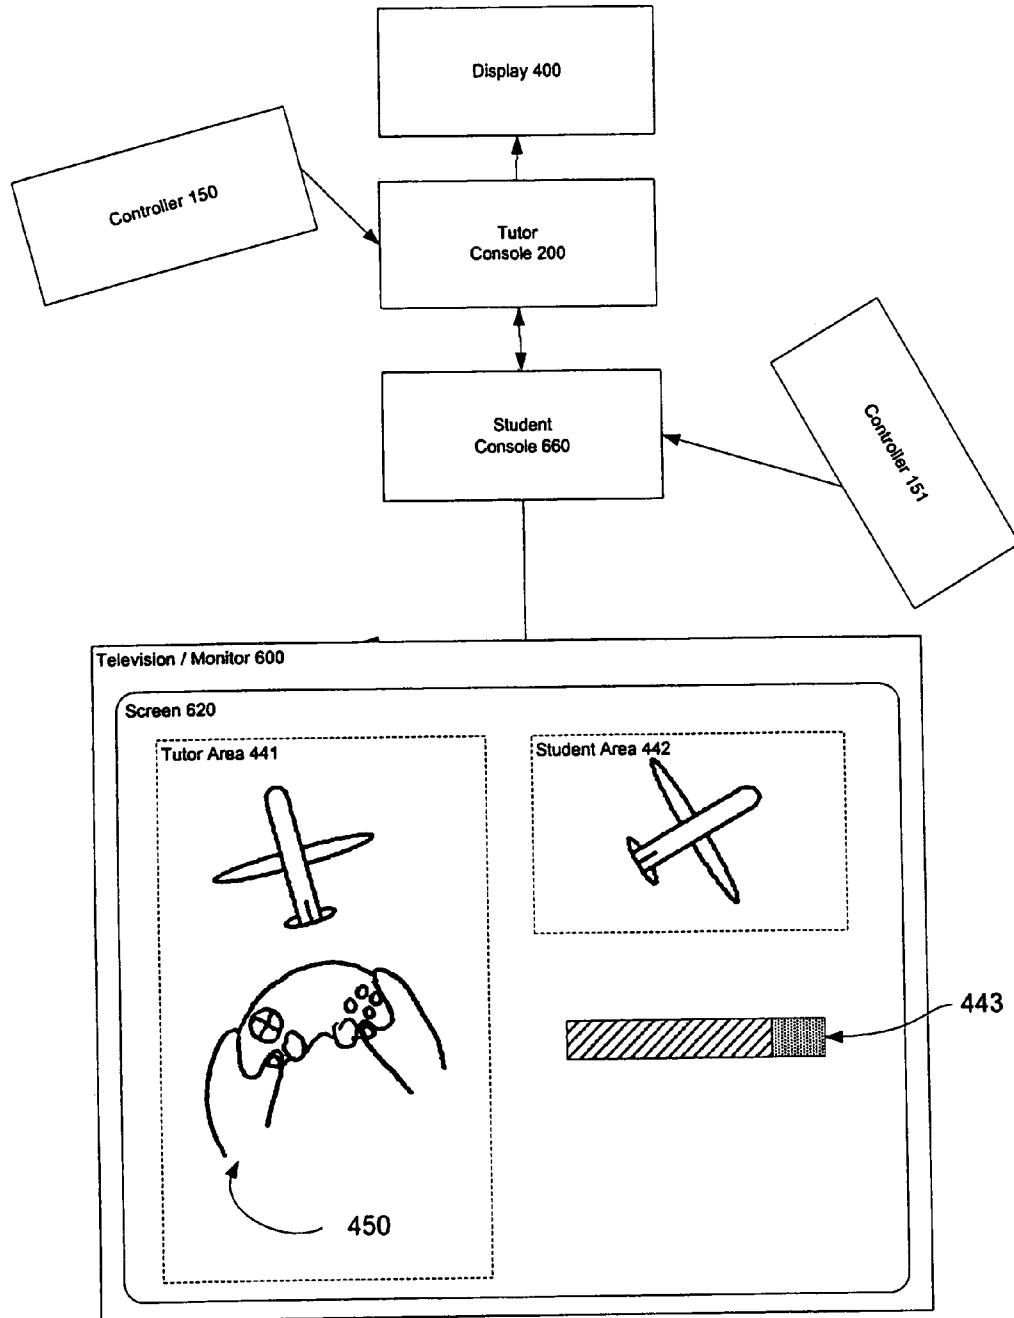 Display 400
Controller 150
Tutor
Console 200
Student
Console 660
Controller 151
Television / Monitor 600
Screen 620
Tutor Area 441
Student Area 442
443
450